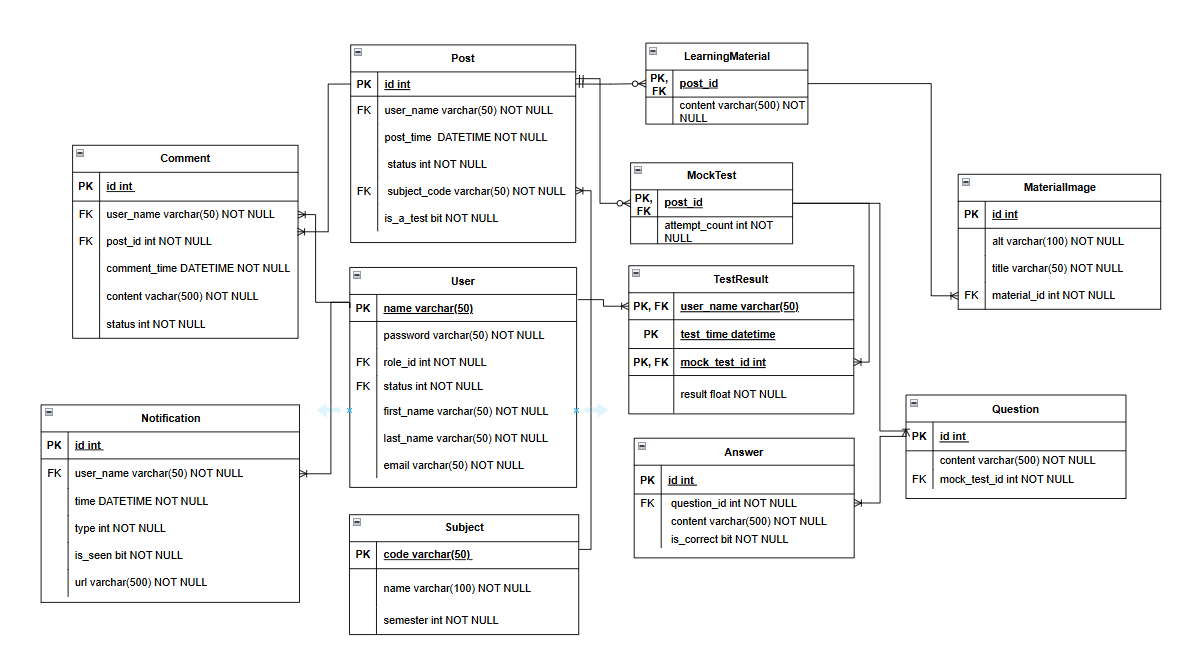 Post
PK id int
FK user_name varchar(50) NOT NULL
post_time DATETIME NOT NULL
status int NOT NULL
FK subject_code varchar(50) NOT NULL
is_a_test bit NOT NULL
LearningMaterial
PK, FK post_id
content varchar(500) NOT
NULL
Comment
PK id int
FK user_name varchar(50) NOT NULL
FK post_id int NOT NULL
comment_time DATETIME NOT NULL
content vachar(500) NOT NULL
status int NOT NULL
MockTest
PK, FK post_id
attempt_count int NOT
NULL
MaterialImage
PK id int
alt varchar(100) NOT NULL
title varchar(50) NOT NULL
FK material_id int NOT NULL
User
PK name varchar(50)
password varchar(50) NOT NULL
FK role_id int NOT NULL
FK status int NOT NULL
first_name varchar(50) NOT NULL
last_name varchar(50) NOT NULL
email varchar(50) NOT NULL
TestResult
PK, FK user_name varchar(50)
PK test_time datetime
PK, FK mock_test_id int
result float NOT NULL
Notification
PK id int
FK user_name varchar(50) NOT NULL
time DATETIME NOT NULL
type int NOT NULL
is_seen bit NOT NULL
url varchar(500) NOT NULL
Question
PK id int
content varchar(500) NOT NULL
FK mock_test_id int NOT NULL
Answer
PK id int
FK question_id int NOT NULL
content varchar(500) NOT NULL
is_correct bit NOT NULL
Subject
PK code varchar(50)
name varchar(100) NOT NULL
semester int NOT NULL